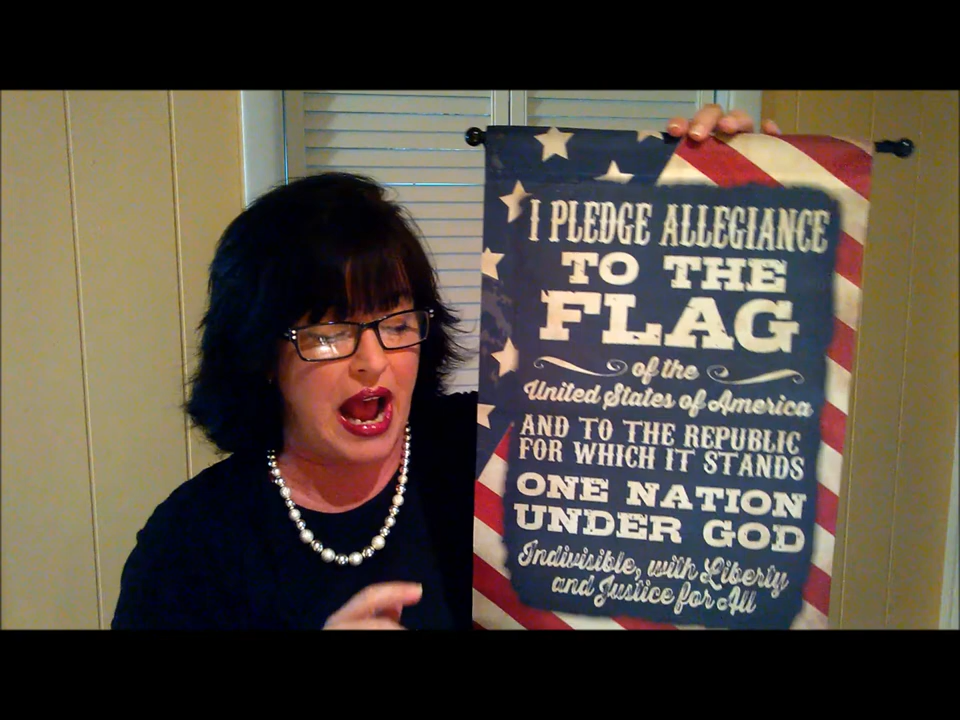 I PLEDGE ALLEGIANCE
TO THE
FLAG
of the
United States of America
AND TO THE REPUBLIC
FOR WHICH IT STANDS
ONE NATION
UNDER GOD
Indivisible, with Liberty
and Justice for All